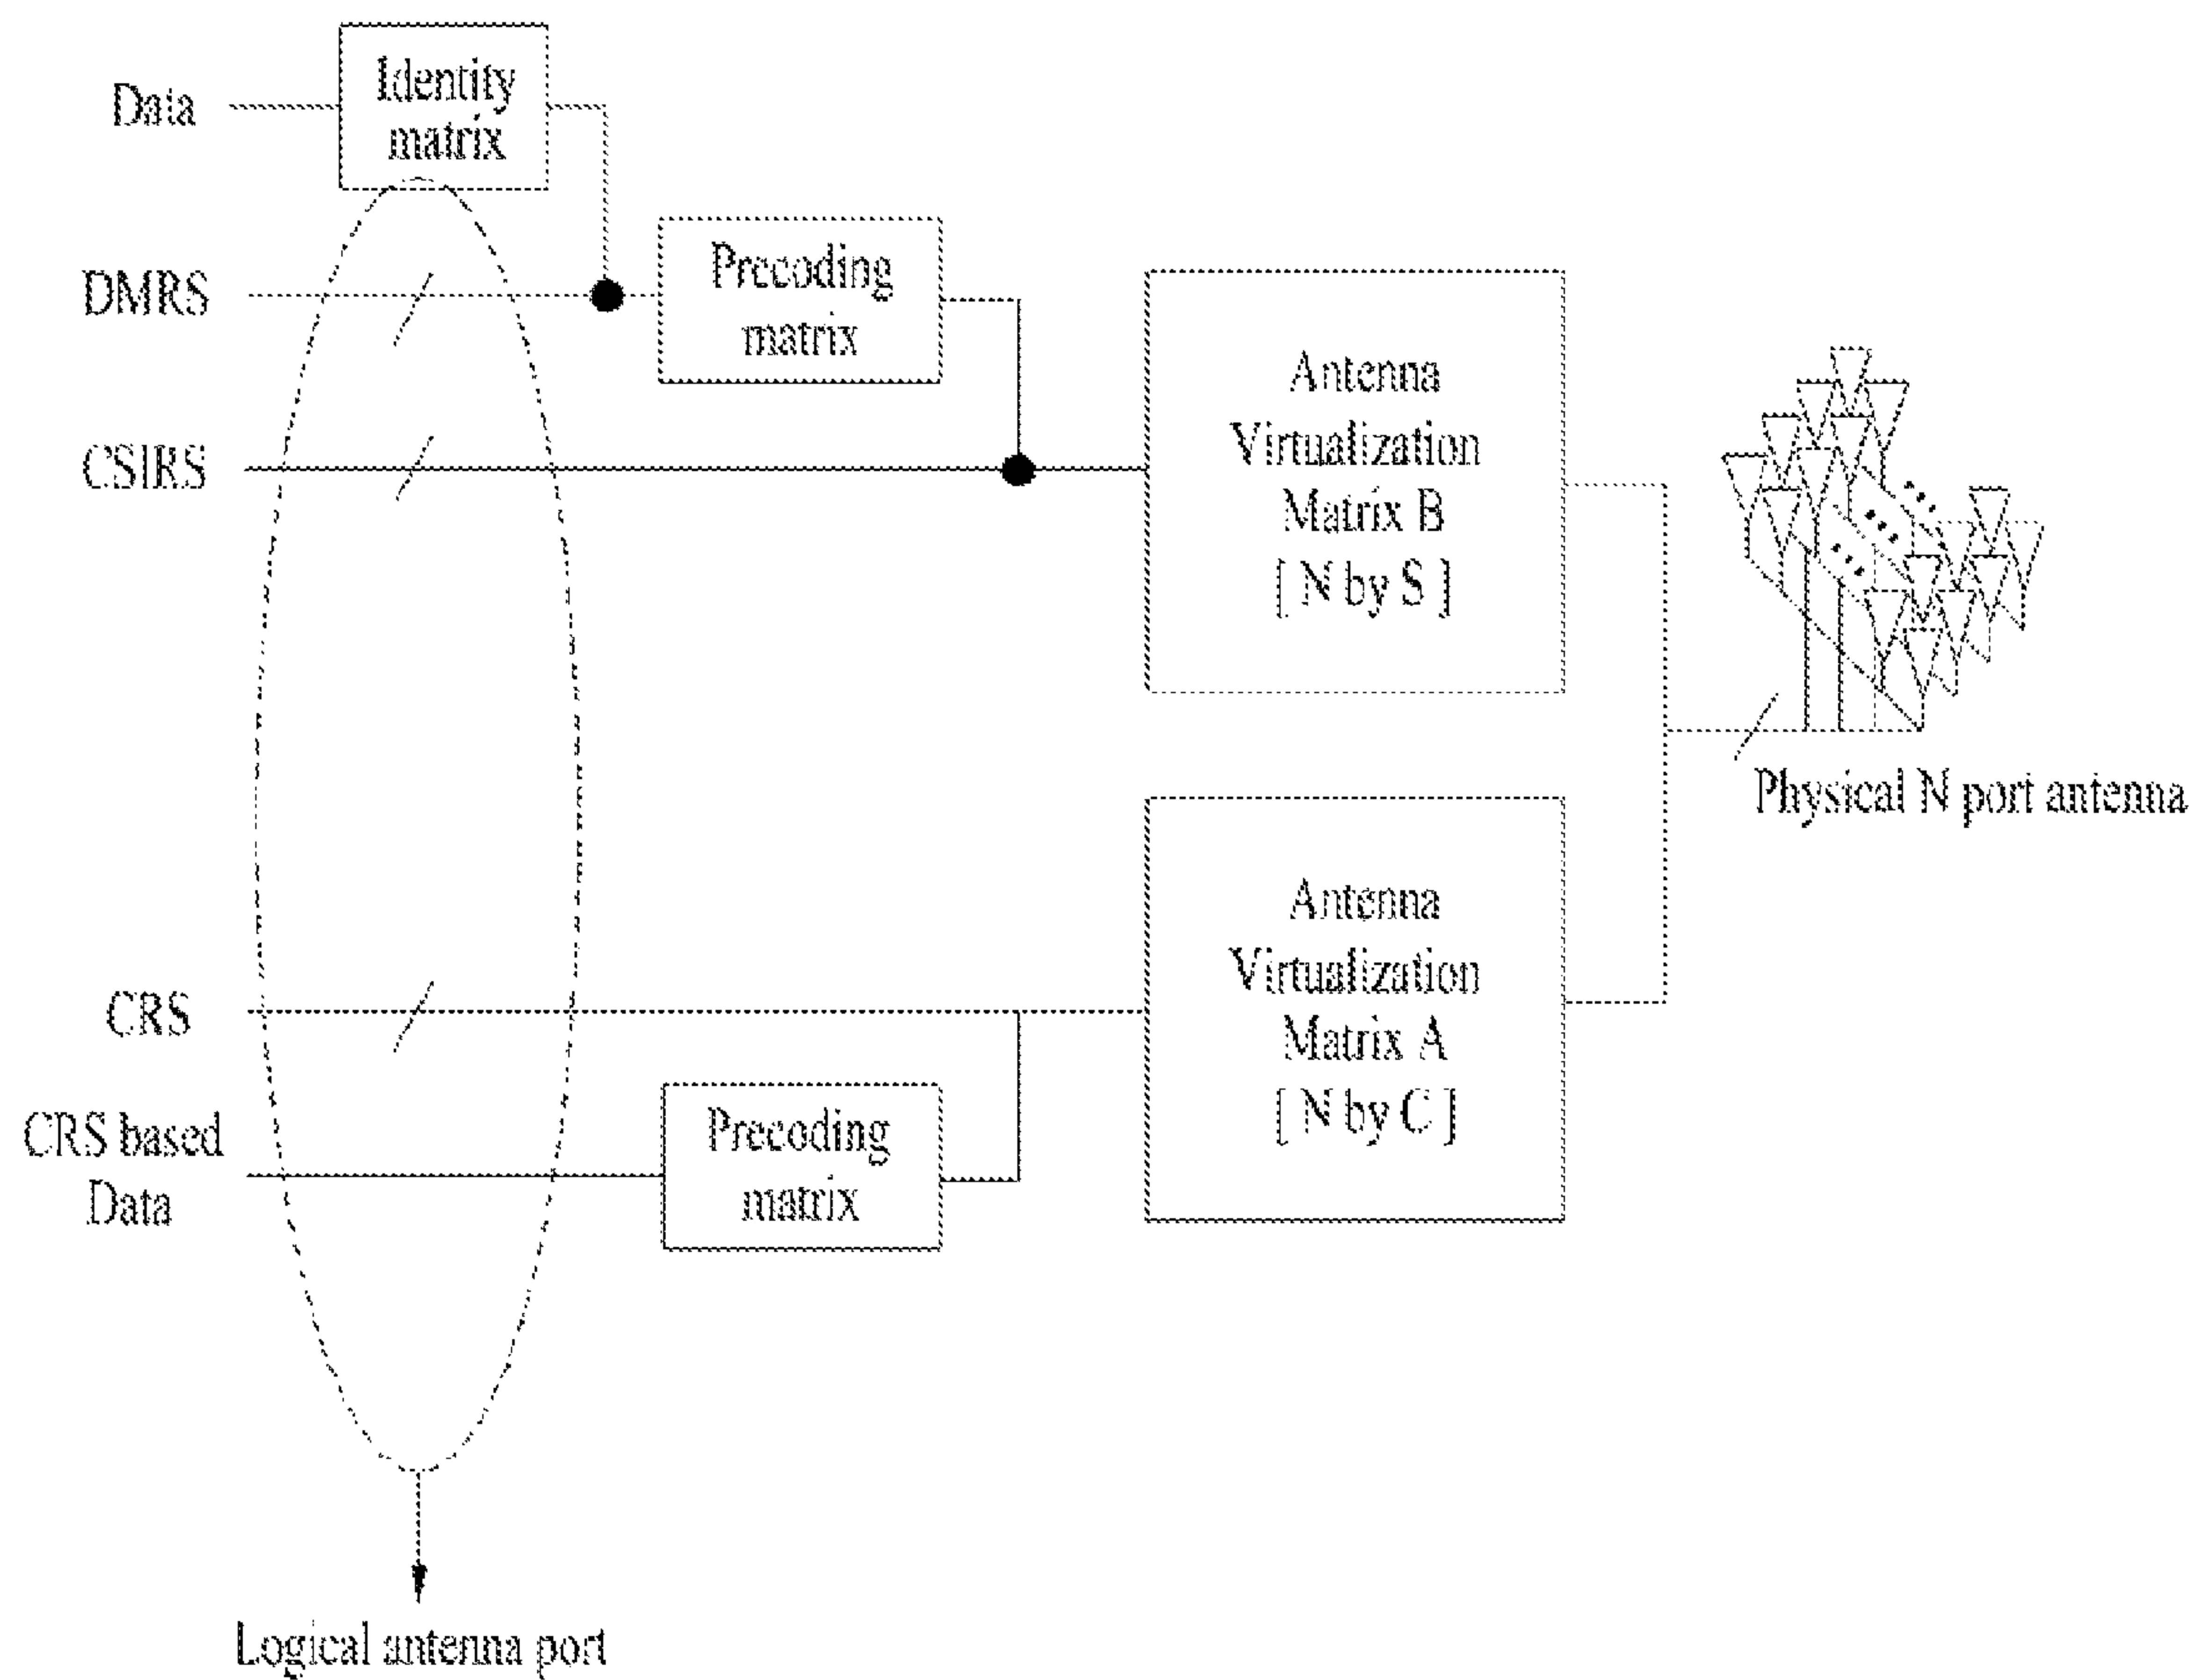 Data
Identity
matrix
DMRS
Precoding
matrix
CSIRS
Antenna
Virtualization
Matrix B
[ N by S ]
Physical N port antenna
CRS
Antenna
Virtualization
Matrix A
[ N by C ]
CRS based
Data
Precoding
matrix
Logical antenna port